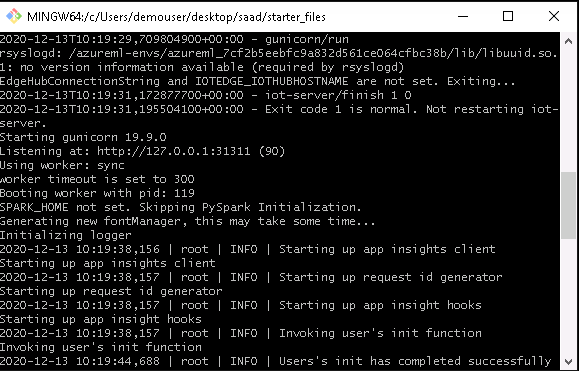 MINGW64:/c/Users/demouser/desktop/saad/starter_files
2020-12-13T10:19:29,709804900+00:00 - gunicorn/run
rsyslogd: /azureml-envs/azureml_7cf2b5eebfc9a832d561ce064cfbc38b/lib/libuuid.so.
1: no version information available (required by rsyslogd)
EdgeHubConnectionString and IOTEDGE_IOTHUBHOSTNAME are not set. Exiting...
2020-12-13T10:19:31,172877700+00:00 - iot-server/finish 1 0
2020-12-13T10:19:31,195504100+00:00 - Exit code 1 is normal. Not restarting iot-
server.
Starting gunicorn 19.9.0
Listening at: http://127.0.0.1:31311 (90)
Using worker: sync
worker timeout is set to 300
Booting worker with pid: 119
SPARK_HOME not set. Skipping PySpark Initialization.
Generating new fontManager, this may take some time...
Initializing logger
2020-12-13 10:19:38,156 | root | INFO | Starting up app insights client
Starting up app insights client
2020-12-13 10:19:38,157 | root | INFO | Starting up request id generator
Starting up request id generator
2020-12-13 10:19:38,157 | root | INFO | Starting up app insight hooks
Starting up app insight hooks
2020-12-13 10:19:38,157 | root | INFO | Invoking user's init function
Invoking user's init function
2020-12-13 10:19:44,688 | root | INFO | Users's init has completed successfully